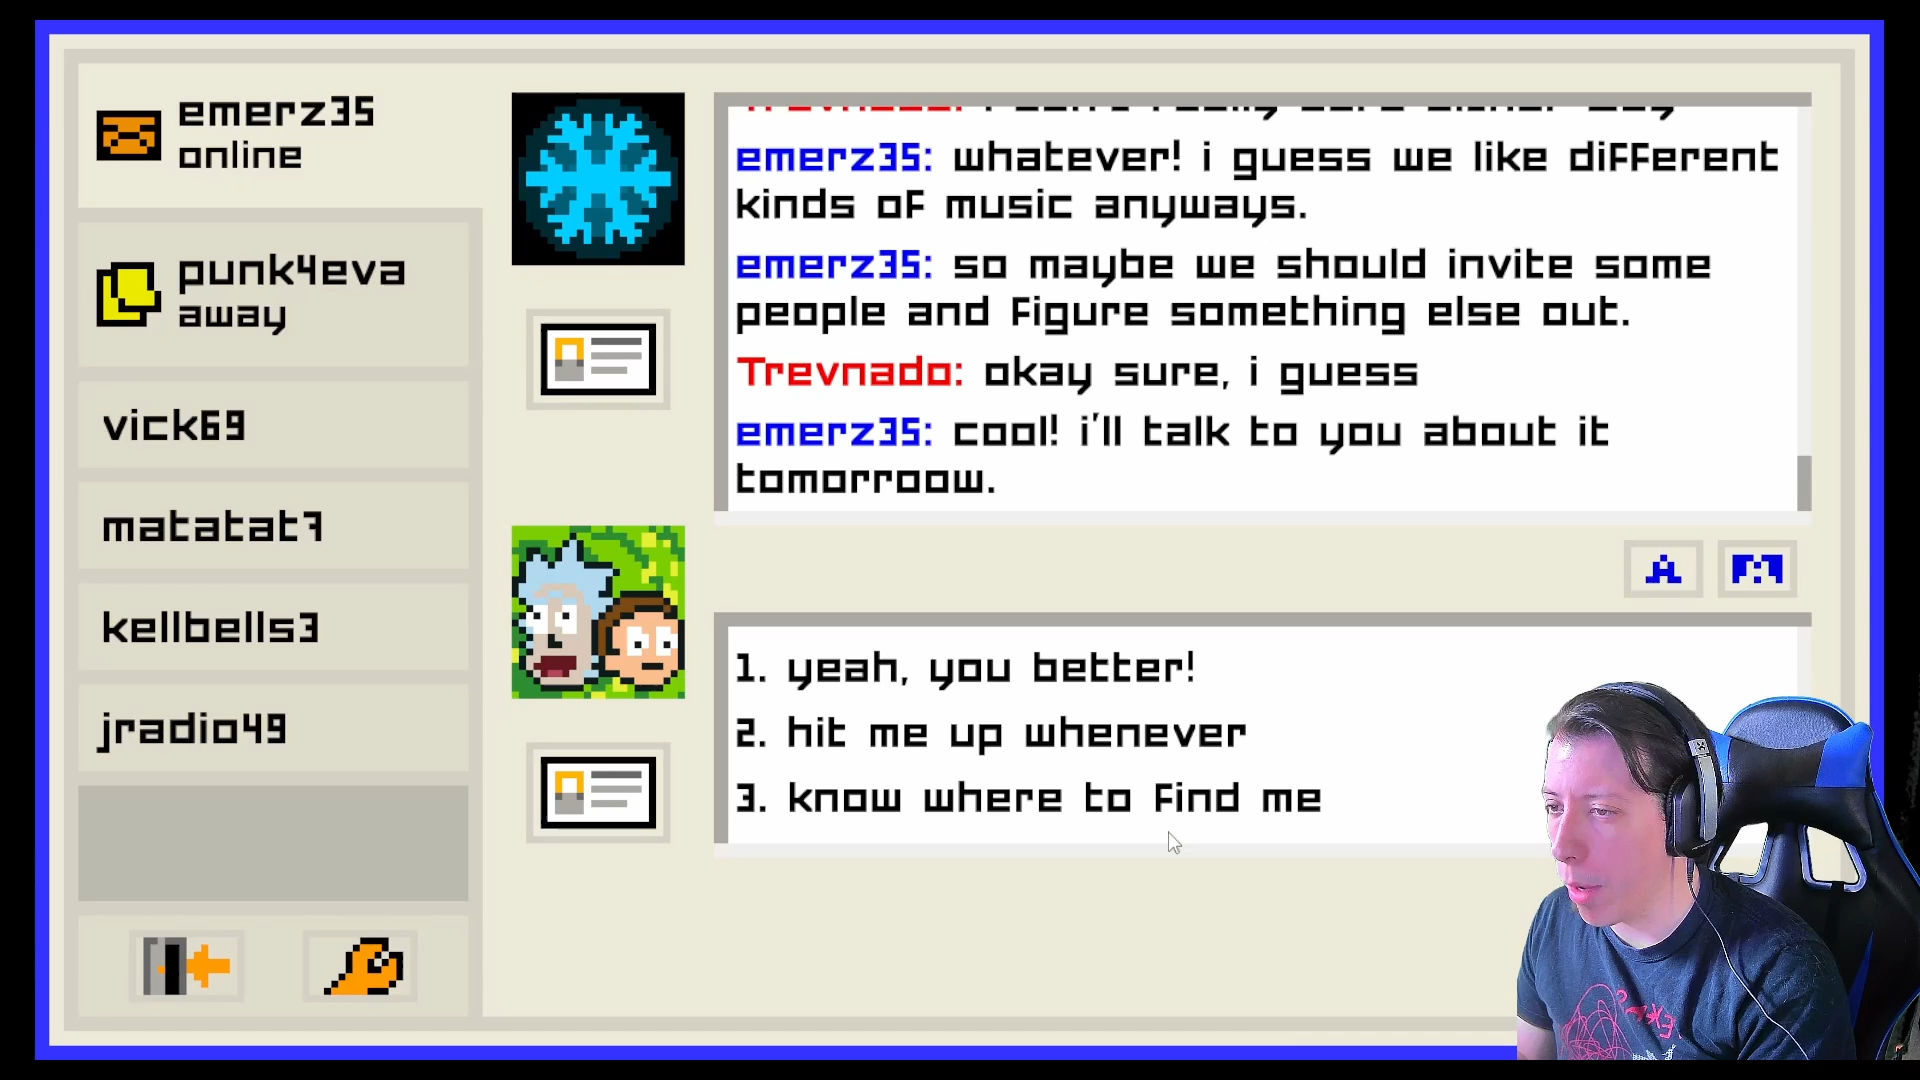 emerz35
online
punk4eva
away
vick69
matatat7
kellbells3
jradio49
emerz35: whatever! i guess we like different
kinds of music anyways.
emerz35: so maybe we should invite some
people and figure something else out.
Trevnado: okay sure, i guess
emerz35: cool! i'll talk to you about it
tomorroow.
A M
1. yeah, you better!
2. hit me up whenever
3. know where to find me